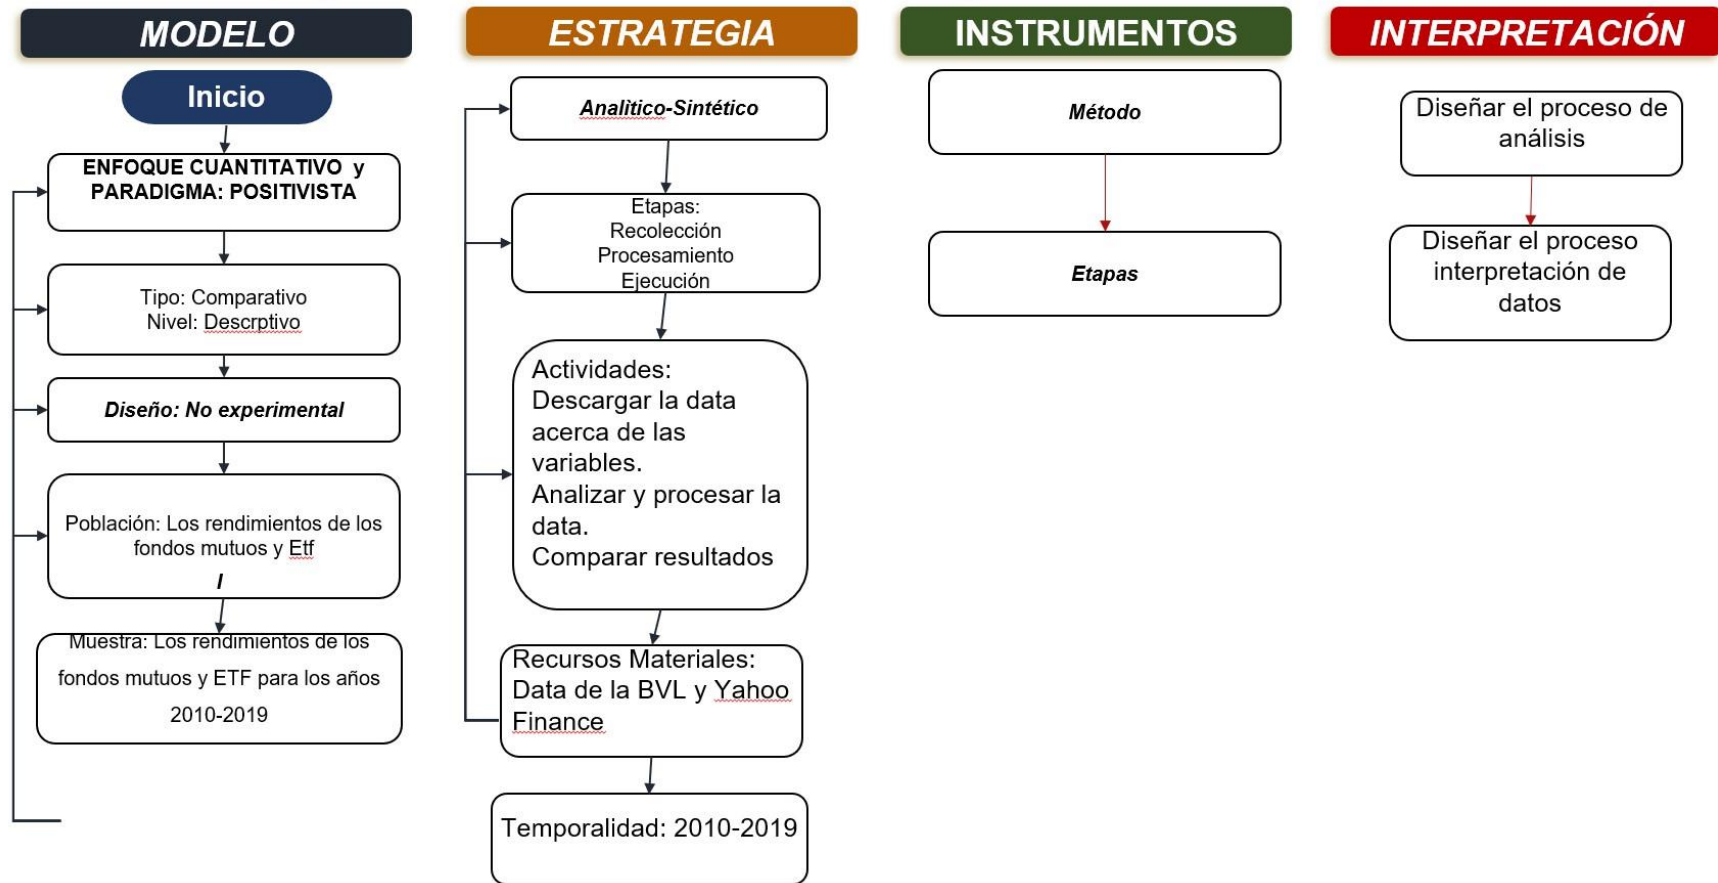 MODELO
Inicio
ENFOQUE CUANTITATIVO y
PARADIGMA: POSITIVISTA
Tipo: Comparativo
Nivel: Descrptivo
Diseño: No experimental
Población: Los rendimientos de los
fondos mutuos y Etf
I
Muestra: Los rendimientos de los
fondos mutuos y ETF para los años
2010-2019
ESTRATEGIA
Analítico-Sintético
Etapas:
Recolección
Procesamiento
Ejecución
Actividades:
Descargar la data
acerca de las
variables.
Analizar y procesar la
data.
Comparar resultados
Recursos Materiales:
Data de la BVL y Yahoo
Finance
Temporalidad: 2010-2019
INSTRUMENTOS
Método
Etapas
INTERPRETACIÓN
Diseñar el proceso de
análisis
Diseñar el proceso
interpretación de
datos